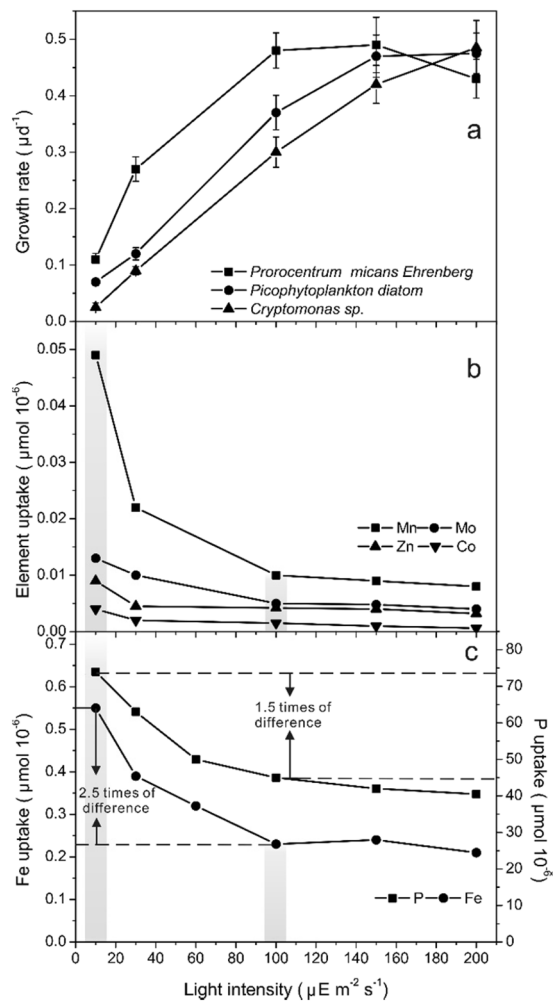 0.5
0.4
0.3
0.2
0.1
0.0
Growth rate ( µd⁻¹)
a
Prorocentrum micans Ehrenberg
Picophytoplankton diatom
Cryptomonas sp.
0.05
0.04
0.03
0.02
0.01
0.00
Element uptake ( µmol 10⁻⁶)
b
Mn Mo
Zn Co
0.7
0.6
0.5
0.4
0.3
0.2
0.1
0.0
Fe uptake ( µmol 10⁻⁶)
c
1.5 times of
difference
2.5 times of
difference
P Fe
80
70
60
50
40
30
20
10
0
P uptake
( µmol 10⁻⁶)
0 20 40 60 80 100 120 140 160 180 200
Light intensity ( µE m⁻² s⁻¹)